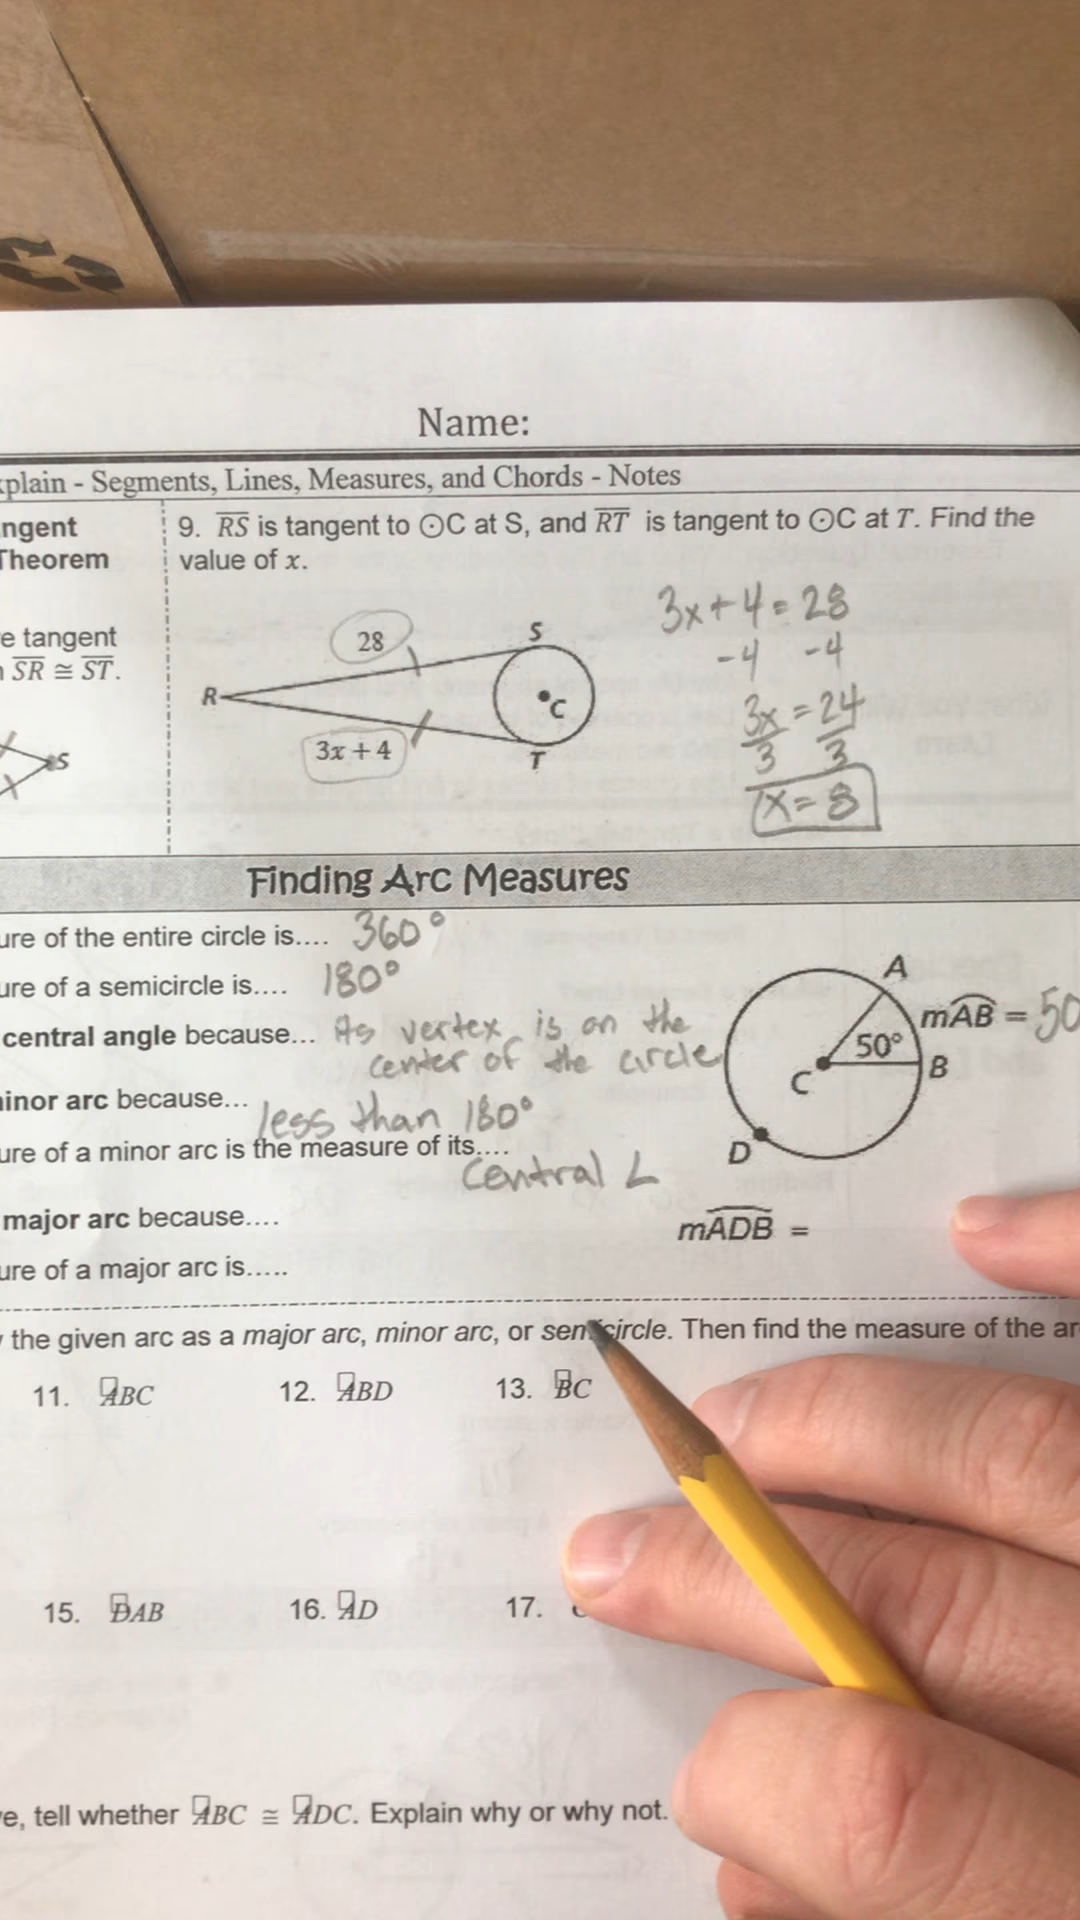 Name:
xplain - Segments, Lines, Measures, and Chords - Notes
ngent
Theorem
9. RS is tangent to ⊙C at S, and RT is tangent to ⊙C at T. Find the
value of x.
e tangent
SR ≅ ST.
S
28
S
R
C
3x + 4
T
3x+4=28
-4 -4
3x = 24
3 3
x=8
Finding Arc Measures
ure of the entire circle is.... 360°
ure of a semicircle is.... 180°
central angle because... its vertex is on the
center of the circle
inor arc because... less than 180°
ure of a minor arc is the measure of its....
central ∠
major arc because....
ure of a major arc is.....
A
mAB = 50
50°
B
C
D
mADB =
the given arc as a major arc, minor arc, or semicircle. Then find the measure of the ar
11. ABC 12. ABD 13. BC
15. DAB 16. AD 17.
e, tell whether ABC ≅ ADC. Explain why or why not.